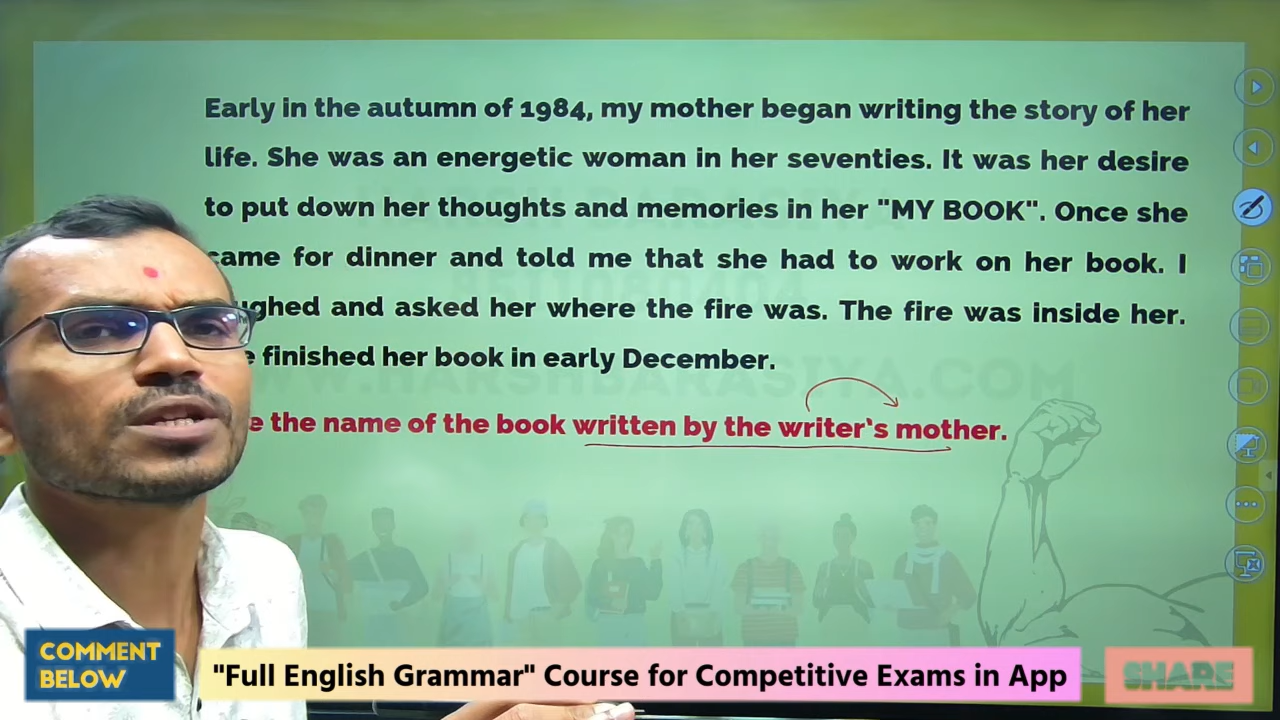 Early in the autumn of 1984, my mother began writing the story of her
life. She was an energetic woman in her seventies. It was her desire
to put down her thoughts and memories in her "MY BOOK". Once she
came for dinner and told me that she had to work on her book. I
and asked her where the fire was. The fire was inside her.
finished her book in early December.
the name of the book written by the writer's mother.
WWW.HARSHBARASIYA.COM
COMMENT
BELOW
"Full English Grammar" Course for Competitive Exams in App
SHARE